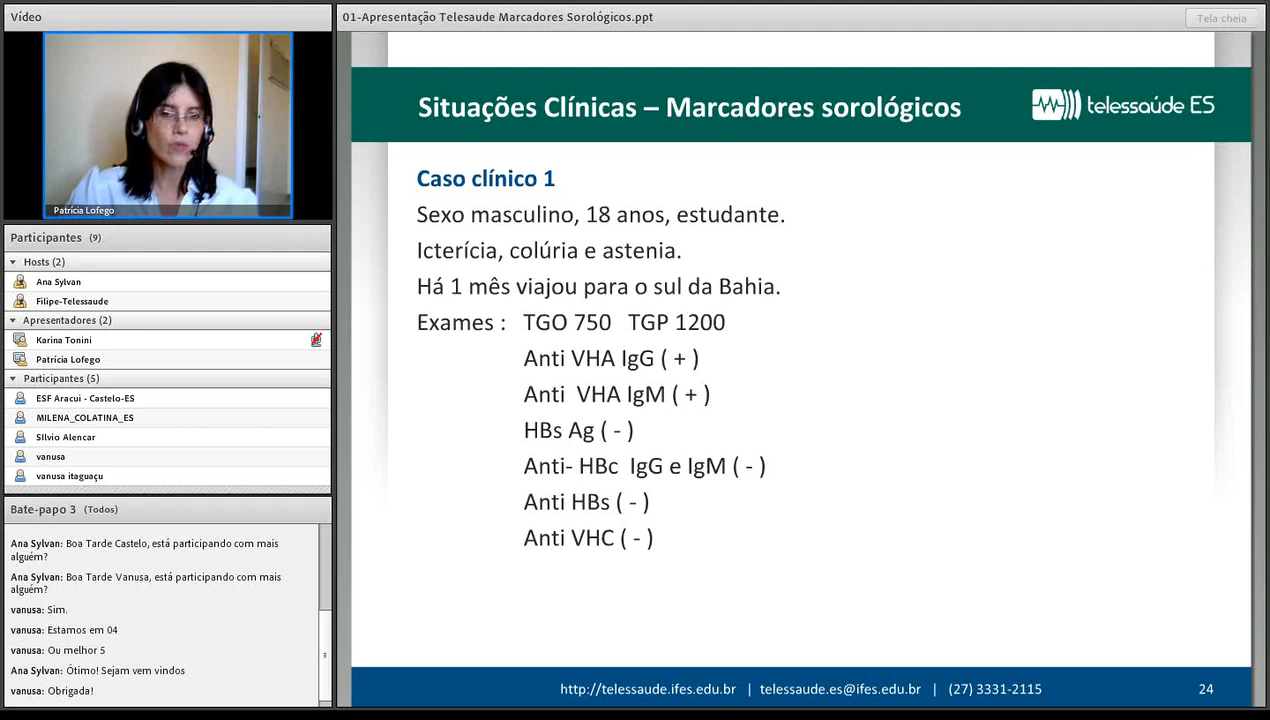 Vídeo
Patrícia Lofego
Participantes (9)
Hosts (2)
Ana Sylvan
Filipe-Telessaude
Apresentadores (2)
Karina Tonini
Patrícia Lofego
Participantes (5)
ESF Aracui - Castelo-ES
MILENA_COLATINA_ES
SIlvio Alencar
vanusa
vanusa itaguaçu
Bate-papo 3 (Todos)
Ana Sylvan: Boa Tarde Castelo, está participando com mais
alguém?
Ana Sylvan: Boa Tarde Vanusa, está participando com mais
alguém?
vanusa: Sim.
vanusa: Estamos em 04
vanusa: Ou melhor 5
Ana Sylvan: Ótimo! Sejam vem vindos
vanusa: Obrigada!
01-Apresentação Telesaude Marcadores Sorológicos.ppt
Tela cheia
Situações Clínicas – Marcadores sorológicos
telessaúde ES
Caso clínico 1
Sexo masculino, 18 anos, estudante.
Icterícia, colúria e astenia.
Há 1 mês viajou para o sul da Bahia.
Exames : TGO 750 TGP 1200
Anti VHA IgG ( + )
Anti VHA IgM ( + )
HBs Ag ( - )
Anti- HBc IgG e IgM ( - )
Anti HBs ( - )
Anti VHC ( - )
http://telessaude.ifes.edu.br | telessaude.es@ifes.edu.br | (27) 3331-2115
24